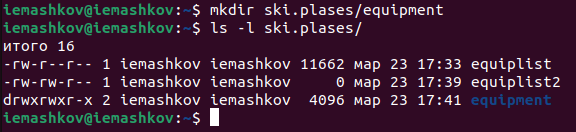 iemashkov@iemashkov:~$ mkdir ski.plases/equipment
iemashkov@iemashkov:~$ ls -l ski.plases/
итого 16
-rw-r--r-- 1 iemashkov iemashkov 11662 мар 23 17:33 equiplist
-rw-rw-r-- 1 iemashkov iemashkov     0 мар 23 17:39 equiplist2
drwxrwxr-x 2 iemashkov iemashkov  4096 мар 23 17:41 equipment
iemashkov@iemashkov:~$